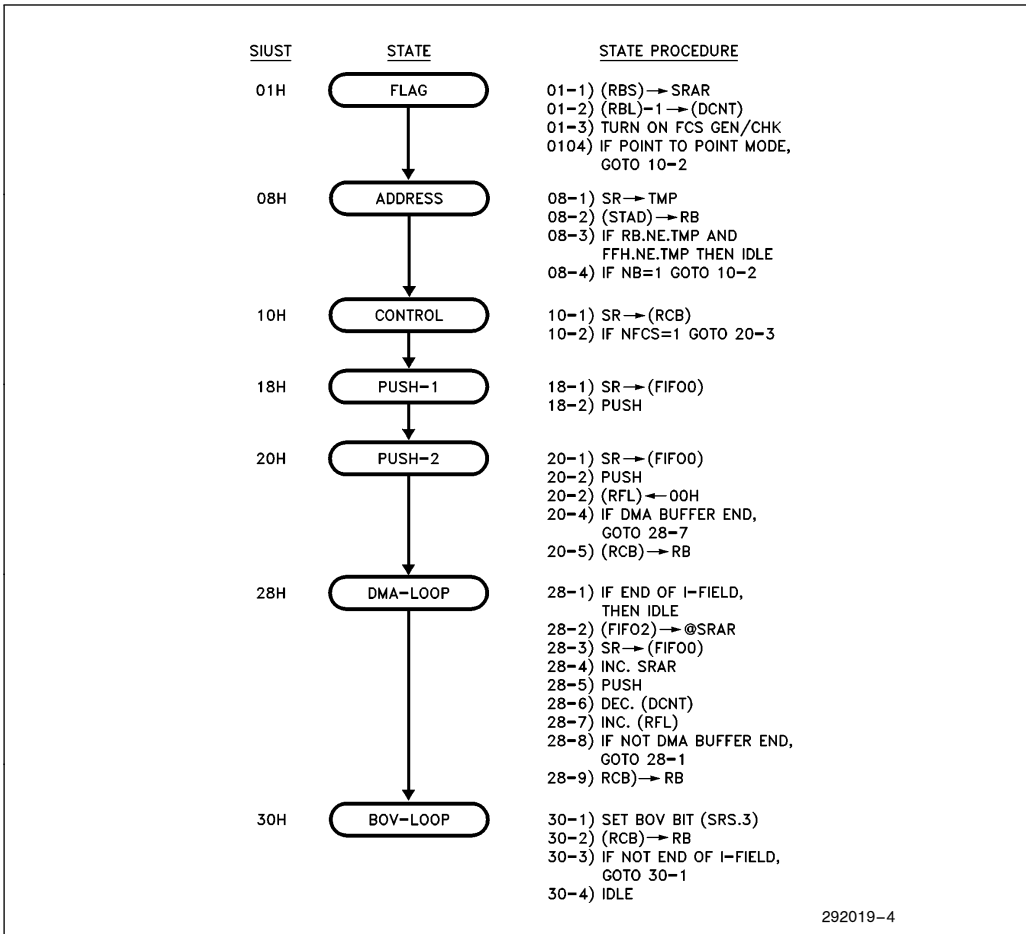 SIUST STATE STATE PROCEDURE
01H FLAG 01-1) (RBS)→SRAR
01-2) (RBL)-1→(DCNT)
01-3) TURN ON FCS GEN/CHK
0104) IF POINT TO POINT MODE,
GOTO 10-2
08H ADDRESS 08-1) SR→TMP
08-2) (STAD)→RB
08-3) IF RB.NE.TMP AND
FFH.NE.TMP THEN IDLE
08-4) IF NB=1 GOTO 10-2
10H CONTROL 10-1) SR→(RCB)
10-2) IF NFCS=1 GOTO 20-3
18H PUSH-1 18-1) SR→(FIFO0)
18-2) PUSH
20H PUSH-2 20-1) SR→(FIFO0)
20-2) PUSH
20-2) (RFL)←00H
20-4) IF DMA BUFFER END,
GOTO 28-7
20-5) (RCB)→RB
28H DMA-LOOP 28-1) IF END OF I-FIELD,
THEN IDLE
28-2) (FIFO2)→@SRAR
28-3) SR→(FIFO0)
28-4) INC. SRAR
28-5) PUSH
28-6) DEC. (DCNT)
28-7) INC. (RFL)
28-8) IF NOT DMA BUFFER END,
GOTO 28-1
28-9) RCB)→RB
30H BOV-LOOP 30-1) SET BOV BIT (SRS.3)
30-2) (RCB)→RB
30-3) IF NOT END OF I-FIELD,
GOTO 30-1
30-4) IDLE
292019-4